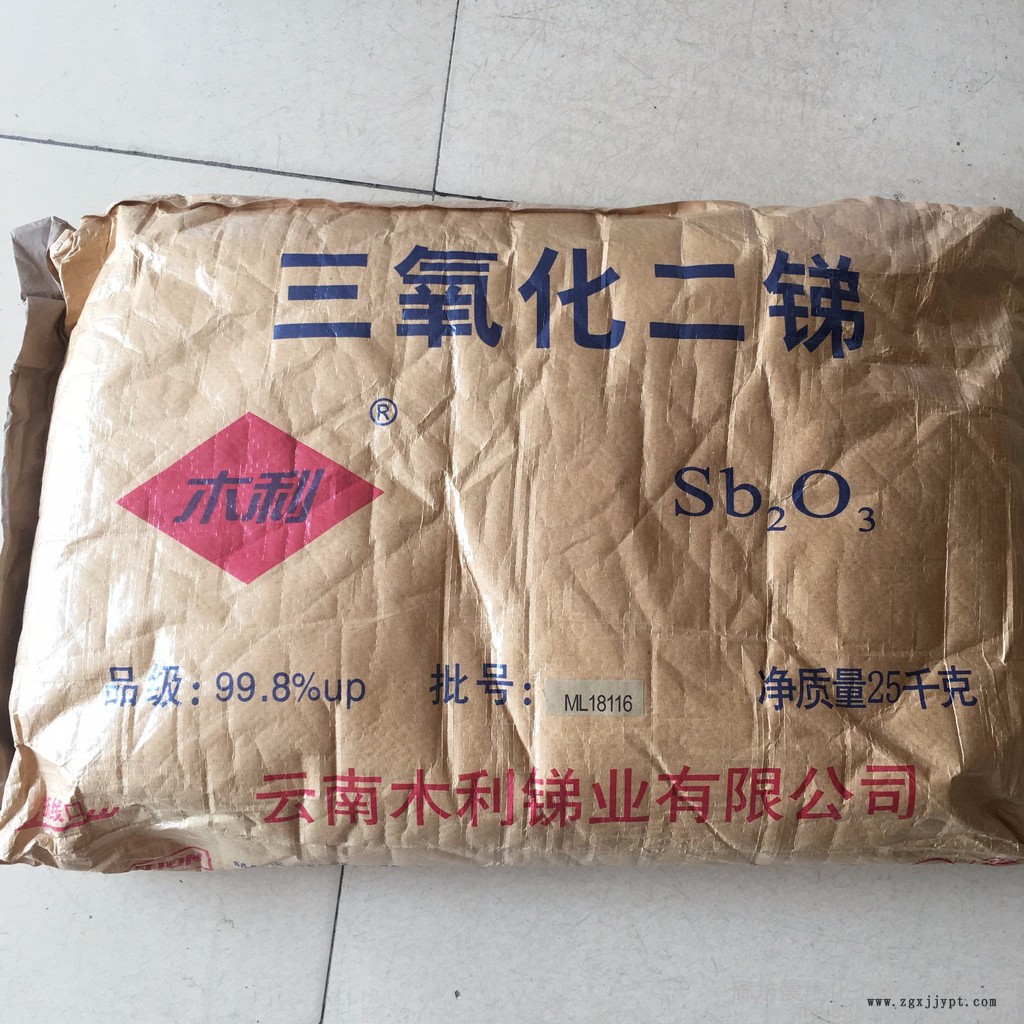 三氧化二锑
®
木利
Sb₂O₃
品级: 99.8%up 批号: ML18116 净质量25千克
云南木利锑业有限公司
www.zgxjjypt.com